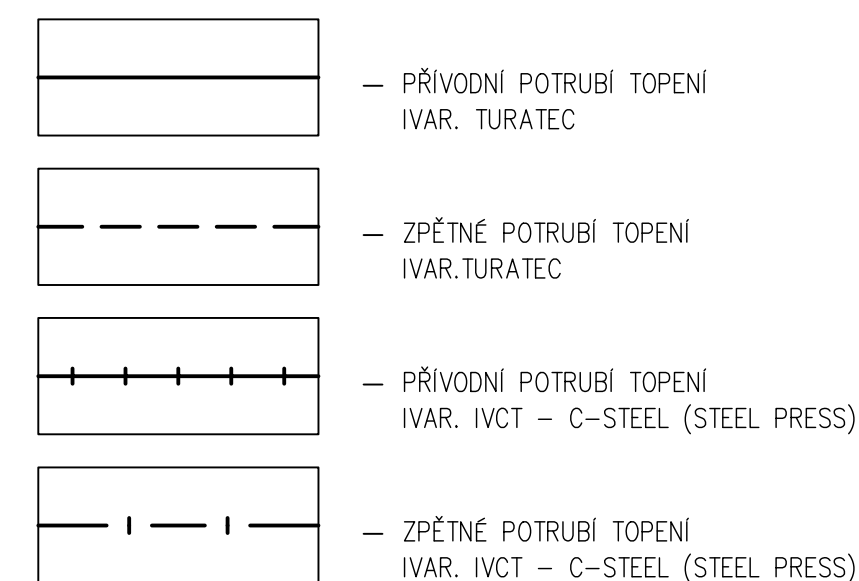 – PŘÍVODNÍ POTRUBÍ TOPENÍ
IVAR. TURATEC
– ZPĚTNÉ POTRUBÍ TOPENÍ
IVAR.TURATEC
– PŘÍVODNÍ POTRUBÍ TOPENÍ
IVAR. IVCT – C–STEEL (STEEL PRESS)
– ZPĚTNÉ POTRUBÍ TOPENÍ
IVAR. IVCT – C–STEEL (STEEL PRESS)